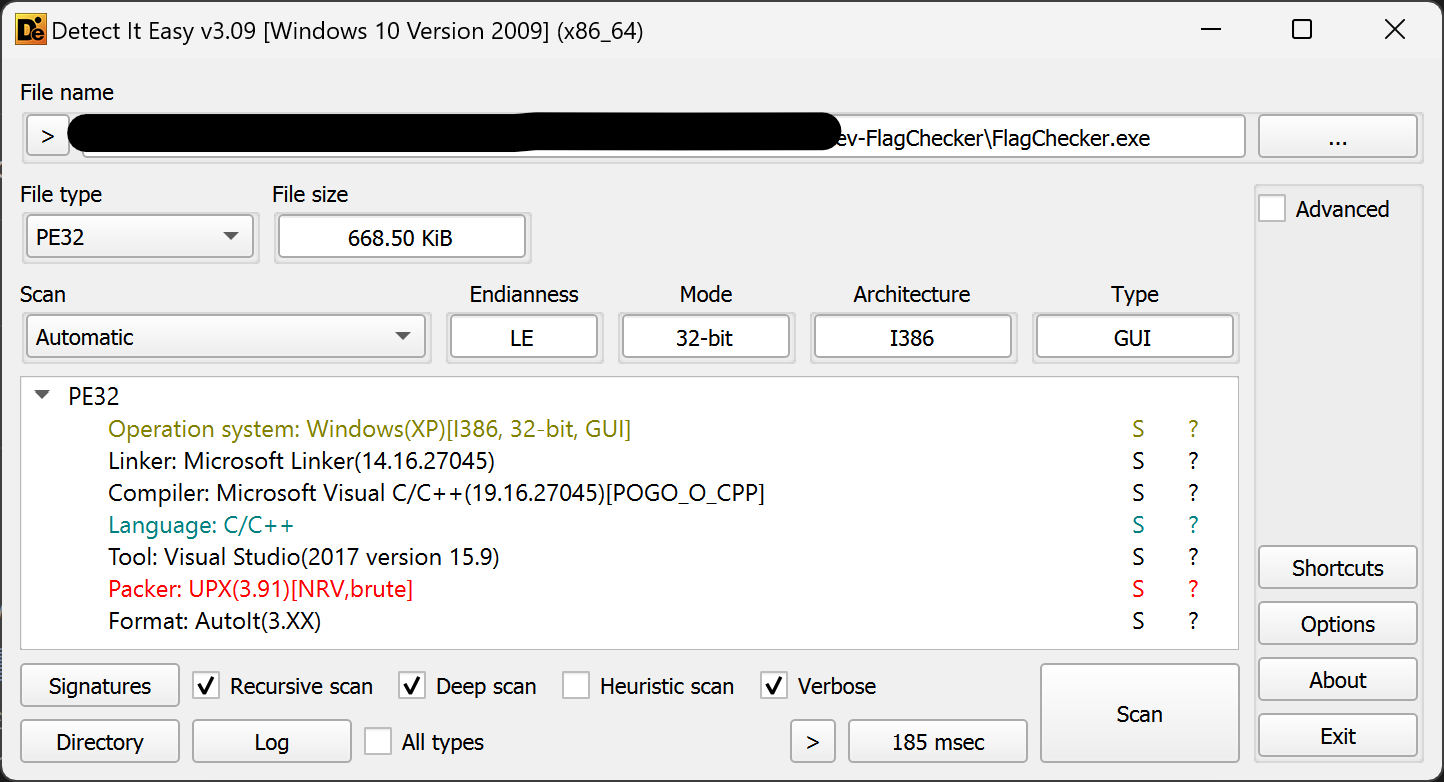 Detect It Easy v3.09 [Windows 10 Version 2009] (x86_64)
File name
> ev-FlagChecker\FlagChecker.exe ...
File type File size
PE32 668.50 KiB
Advanced
Scan Endianness Mode Architecture Type
Automatic LE 32-bit I386 GUI
PE32
Operation system: Windows(XP)[I386, 32-bit, GUI] S ?
Linker: Microsoft Linker(14.16.27045) S ?
Compiler: Microsoft Visual C/C++(19.16.27045)[POGO_O_CPP] S ?
Language: C/C++ S ?
Tool: Visual Studio(2017 version 15.9) S ?
Packer: UPX(3.91)[NRV,brute] S ?
Format: AutoIt(3.XX) S ?
Shortcuts
Options
About
Exit
Signatures Recursive scan Deep scan Heuristic scan Verbose
Scan
Directory Log All types > 185 msec